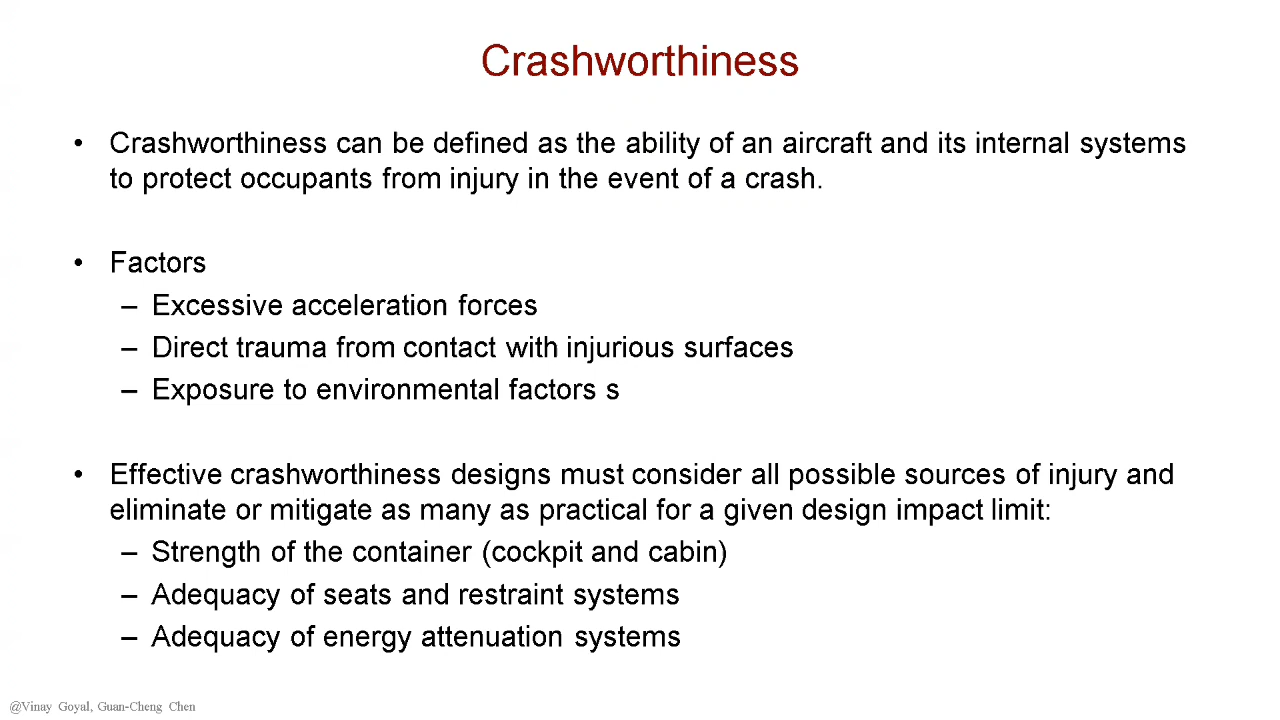 Crashworthiness
• Crashworthiness can be defined as the ability of an aircraft and its internal systems
to protect occupants from injury in the event of a crash.
• Factors
– Excessive acceleration forces
– Direct trauma from contact with injurious surfaces
– Exposure to environmental factors s
• Effective crashworthiness designs must consider all possible sources of injury and
eliminate or mitigate as many as practical for a given design impact limit:
– Strength of the container (cockpit and cabin)
– Adequacy of seats and restraint systems
– Adequacy of energy attenuation systems
@Vinay Goyal, Guan-Cheng Chen